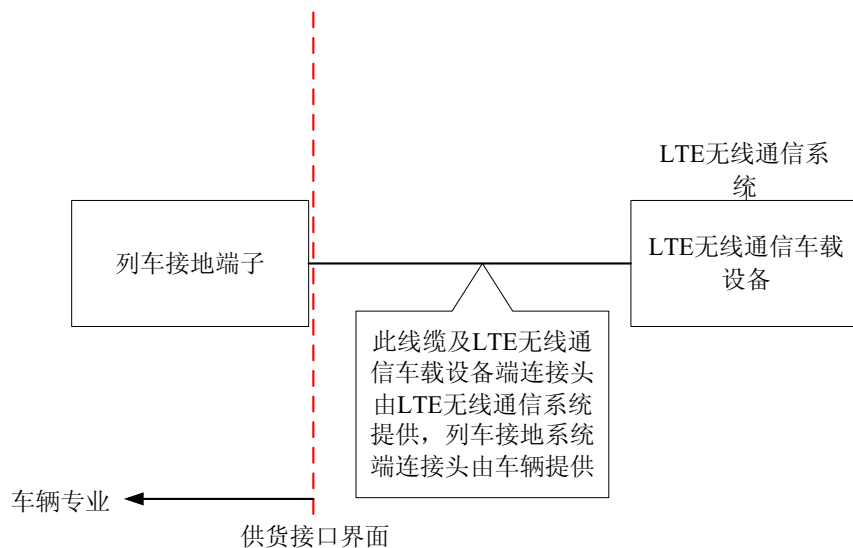 LTE无线通信系
统
列车接地端子
LTE无线通信车载
设备
此线缆及LTE无线通
信车载设备端连接头
由LTE无线通信系统
提供，列车接地系统
端连接头由车辆提供
车辆专业
供货接口界面